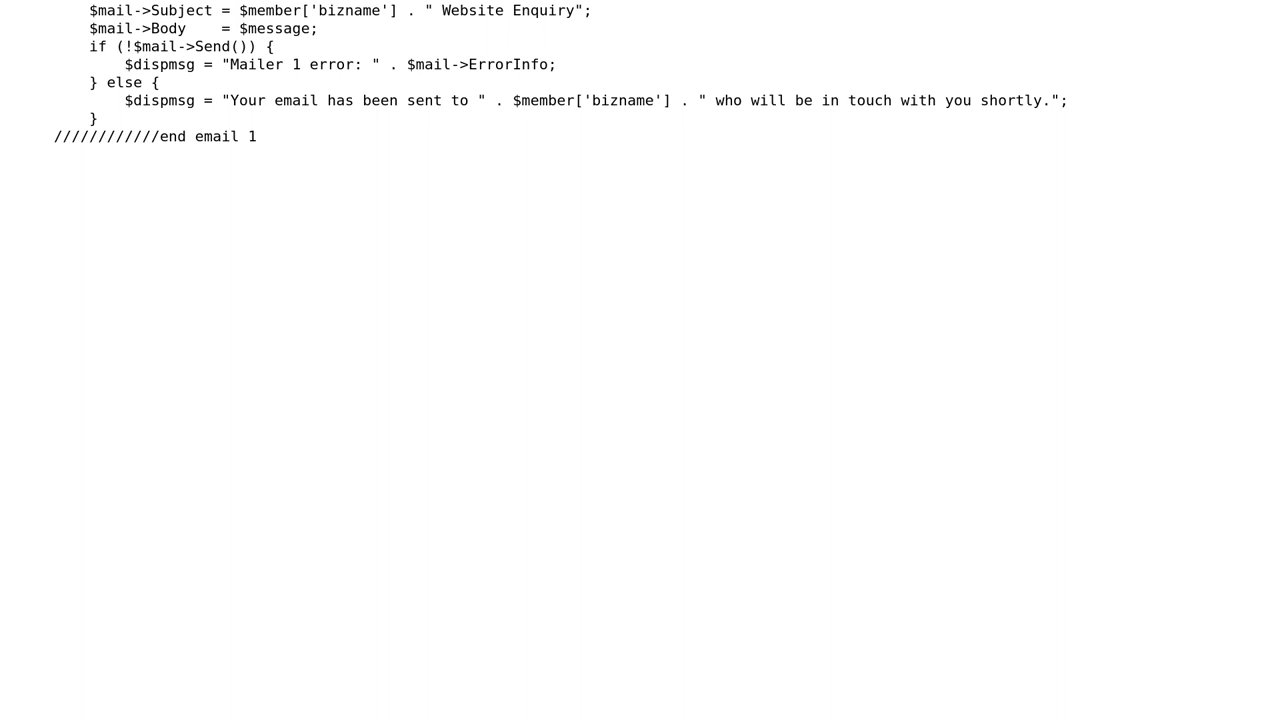 $mail->Subject = $member['bizname'] . " Website Enquiry";
$mail->Body    = $message;
if (!$mail->Send()) {
    $dispmsg = "Mailer 1 error: " . $mail->ErrorInfo;
} else {
    $dispmsg = "Your email has been sent to " . $member['bizname'] . " who will be in touch with you shortly.";
}
////////////end email 1